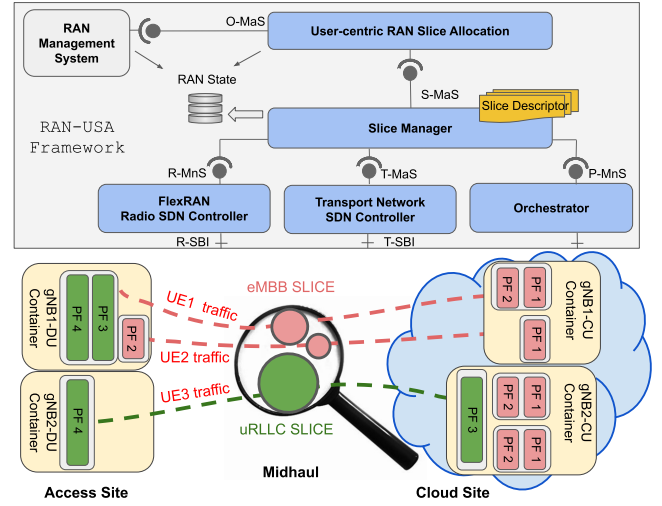 O-MaS
RAN
Management
System
User-centric RAN Slice Allocation
RAN State
S-MaS
Slice Descriptor
RAN-USA
Framework
Slice Manager
R-MnS
T-MaS
P-MnS
FlexRAN
Radio SDN Controller
Transport Network
SDN Controller
Orchestrator
R-SBI
T-SBI
gNB1-DU
Container
PF 4
PF 3
PF 2
UE1 traffic
eMBB SLICE
UE2 traffic
PF 2
PF 1
PF 1
gNB1-CU
Container
gNB2-DU
Container
PF 4
UE3 traffic
uRLLC SLICE
PF 3
PF 2
PF 1
PF 2
PF 1
gNB2-CU
Container
Midhaul
Access Site
Cloud Site